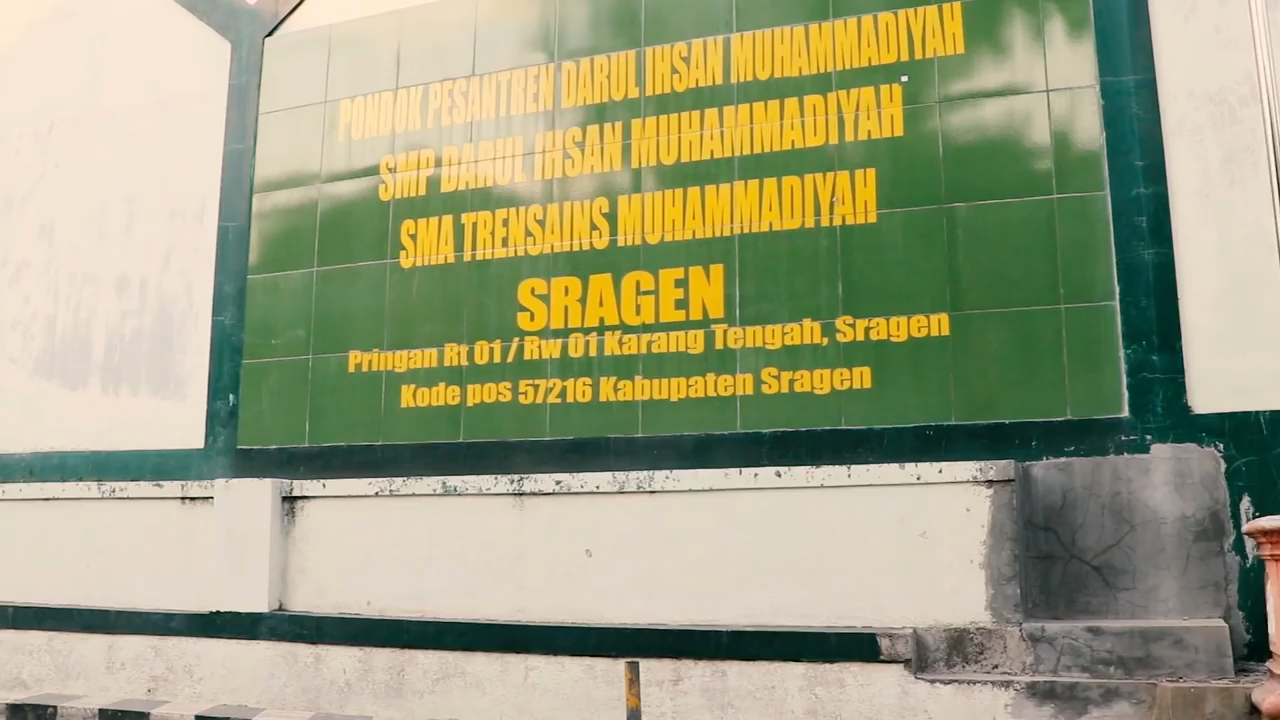 PONDOK PESANTREN DARUL IHSAN MUHAMMADIYAH
SMP DARUL IHSAN MUHAMMADIYAH
SMA TRENSAINS MUHAMMADIYAH
SRAGEN
Pringan Rt 01 / Rw 01 Karang Tengah, Sragen
Kode pos 57216 Kabupaten Sragen